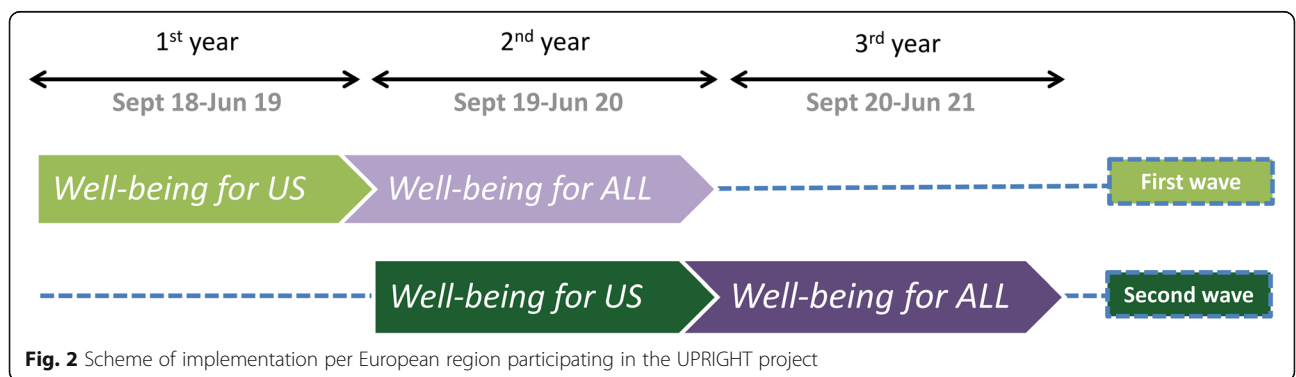 1st year 2nd year 3rd year
Sept 18-Jun 19 Sept 19-Jun 20 Sept 20-Jun 21
Well-being for US Well-being for ALL First wave
Well-being for US Well-being for ALL Second wave
Fig. 2 Scheme of implementation per European region participating in the UPRIGHT project